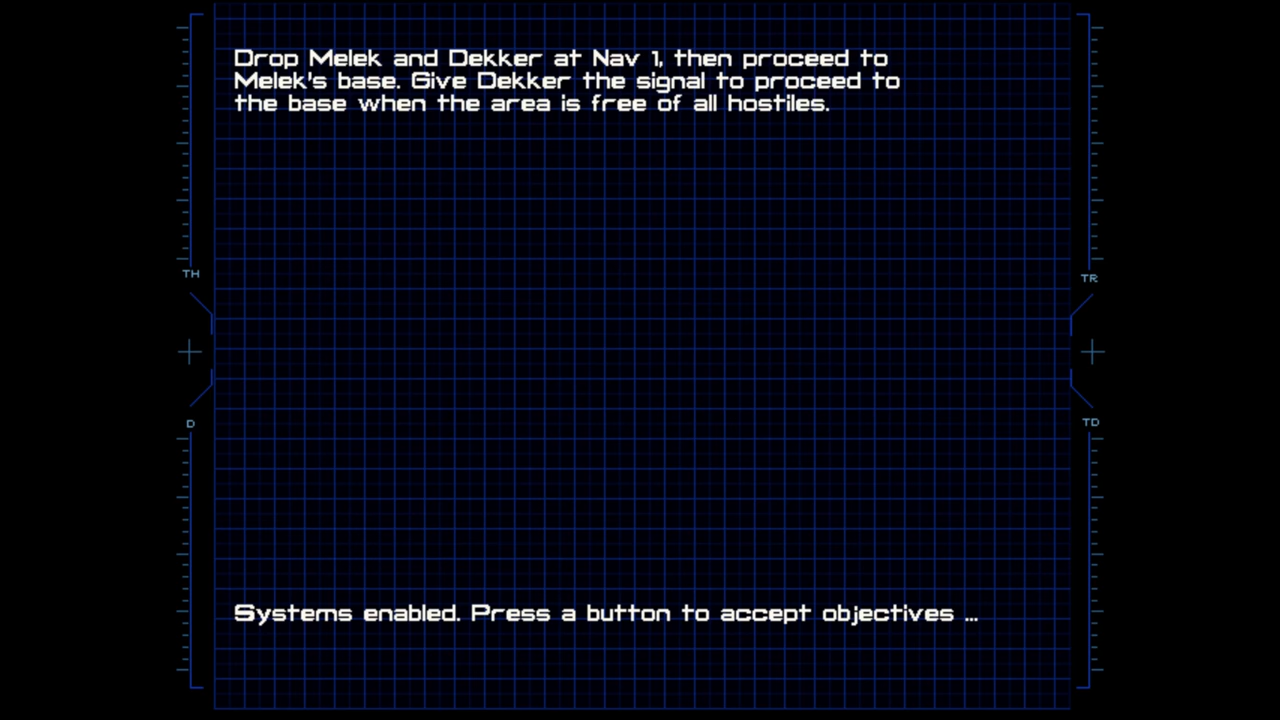 Drop Melek and Dekker at Nav 1, then proceed to
Melek's base. Give Dekker the signal to proceed to
the base when the area is free of all hostiles.
TH
TR
D
TD
Systems enabled. Press a button to accept objectives ...